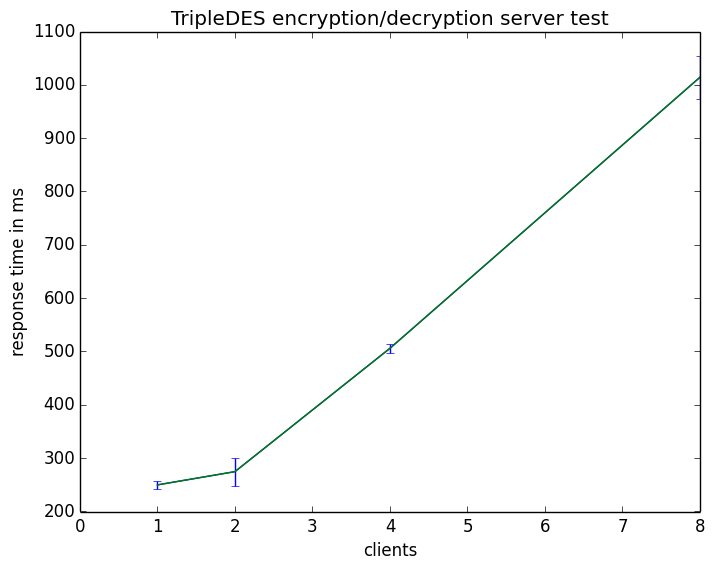 TripleDES encryption/decryption server test
1100
1000
900
800
700
600
500
400
300
200
response time in ms
0 1 2 3 4 5 6 7 8
clients